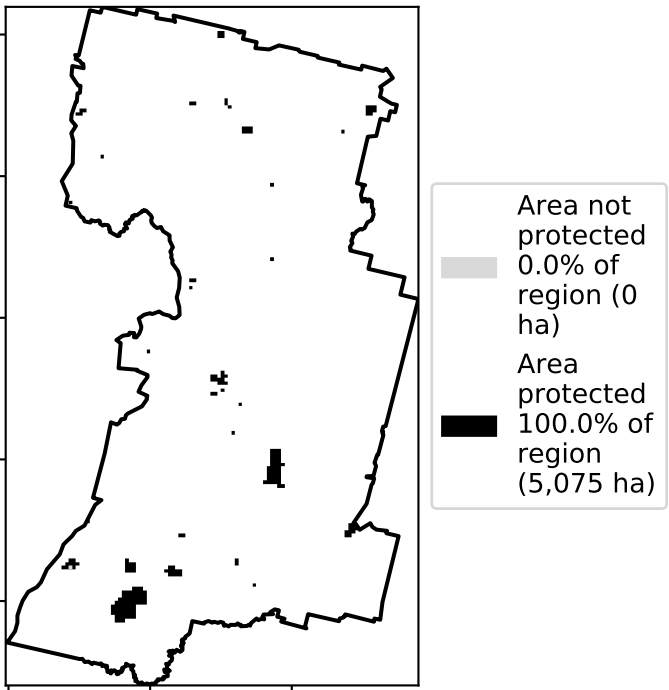 Area not
protected
0.0% of
region (0
ha)
Area
protected
100.0% of
region
(5,075 ha)